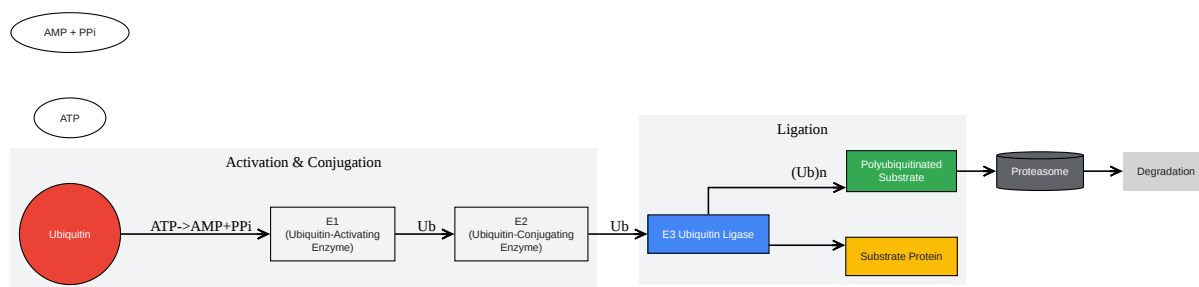 AMP + PPi
ATP
Activation & Conjugation
Ubiquitin
ATP->AMP+PPi
E1
(Ubiquitin-Activating
Enzyme)
Ub
E2
(Ubiquitin-Conjugating
Enzyme)
Ub
Ligation
E3 Ubiquitin Ligase
(Ub)n
Polyubiquitinated
Substrate
Substrate Protein
Proteasome
Degradation